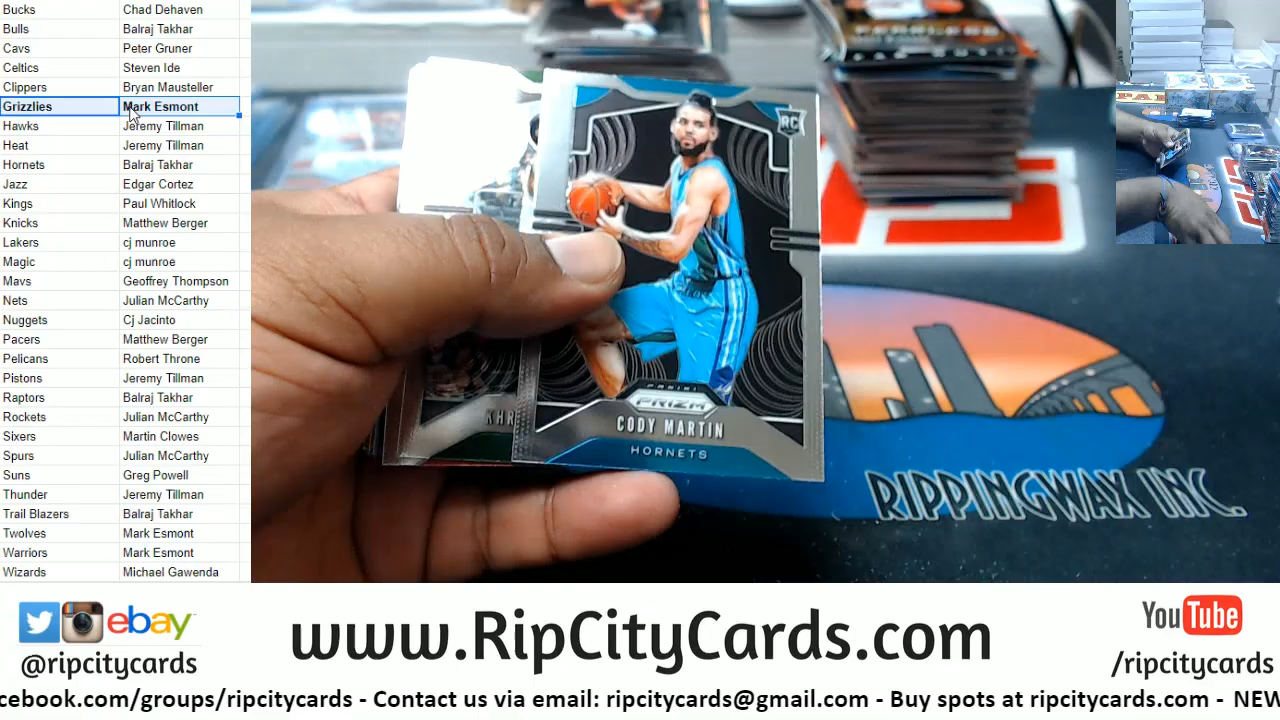 Bucks Chad Dehaven
Bulls Balraj Takhar
Cavs Peter Gruner
Celtics Steven Ide
Clippers Bryan Mausteller
Grizzlies Mark Esmont
Hawks Jeremy Tillman
Heat Jeremy Tillman
Hornets Balraj Takhar
Jazz Edgar Cortez
Kings Paul Whitlock
Knicks Matthew Berger
Lakers cj munroe
Magic cj munroe
Mavs Geoffrey Thompson
Nets Julian McCarthy
Nuggets Cj Jacinto
Pacers Matthew Berger
Pelicans Robert Throne
Pistons Jeremy Tillman
Raptors Balraj Takhar
Rockets Julian McCarthy
Sixers Martin Clowes
Spurs Julian McCarthy
Suns Greg Powell
Thunder Jeremy Tillman
Trail Blazers Balraj Takhar
Twolves Mark Esmont
Warriors Mark Esmont
Wizards Michael Gawenda
FEARLESS
RC
PANINI
PRIZM
CODY MARTIN
HORNETS
KHR
RIPPINGWAX INC.
ebay
@ripcitycards
www.RipCityCards.com
YouTube
/ripcitycards
cebook.com/groups/ripcitycards - Contact us via email: ripcitycards@gmail.com - Buy spots at ripcitycards.com - NEW